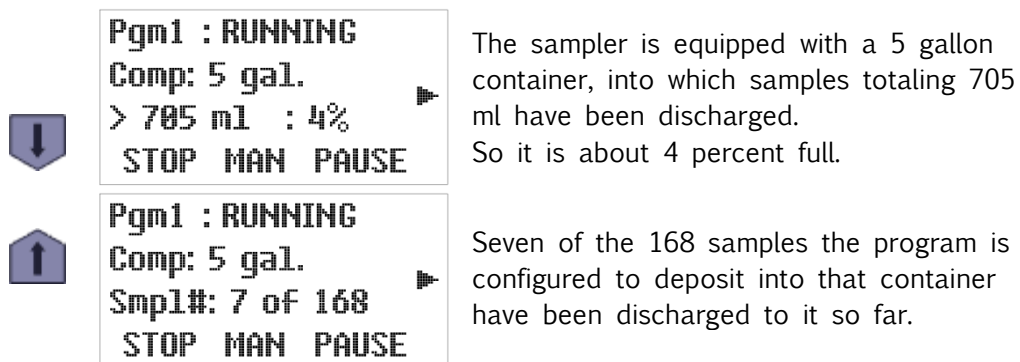 Pgm1 : RUNNING
Comp: 5 gal.
> 705 ml : 4%
STOP MAN PAUSE
The sampler is equipped with a 5 gallon
container, into which samples totaling 705
ml have been discharged.
So it is about 4 percent full.
Pgm1 : RUNNING
Comp: 5 gal.
Smpl#: 7 of 168
STOP MAN PAUSE
Seven of the 168 samples the program is
configured to deposit into that container
have been discharged to it so far.